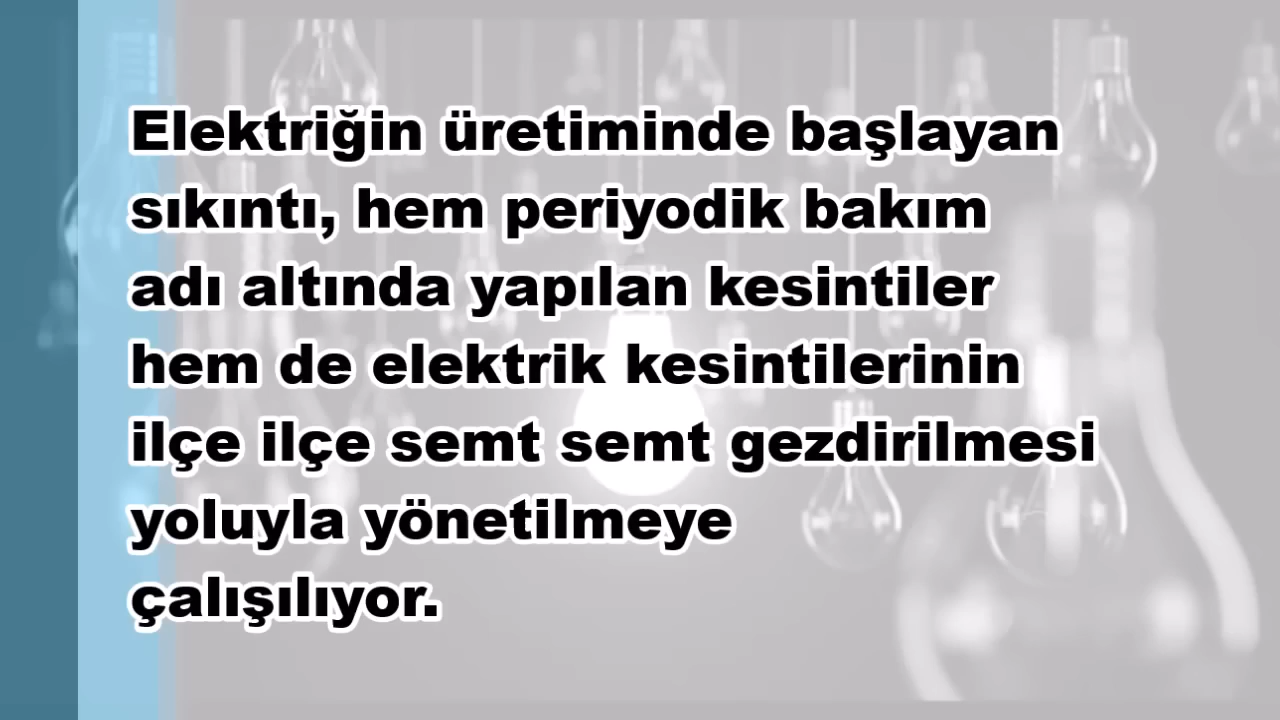 Elektriğin üretiminde başlayan
sıkıntı, hem periyodik bakım
adı altında yapılan kesintiler
hem de elektrik kesintilerinin
ilçe ilçe semt semt gezdirilmesi
yoluyla yönetilmeye
çalışılıyor.